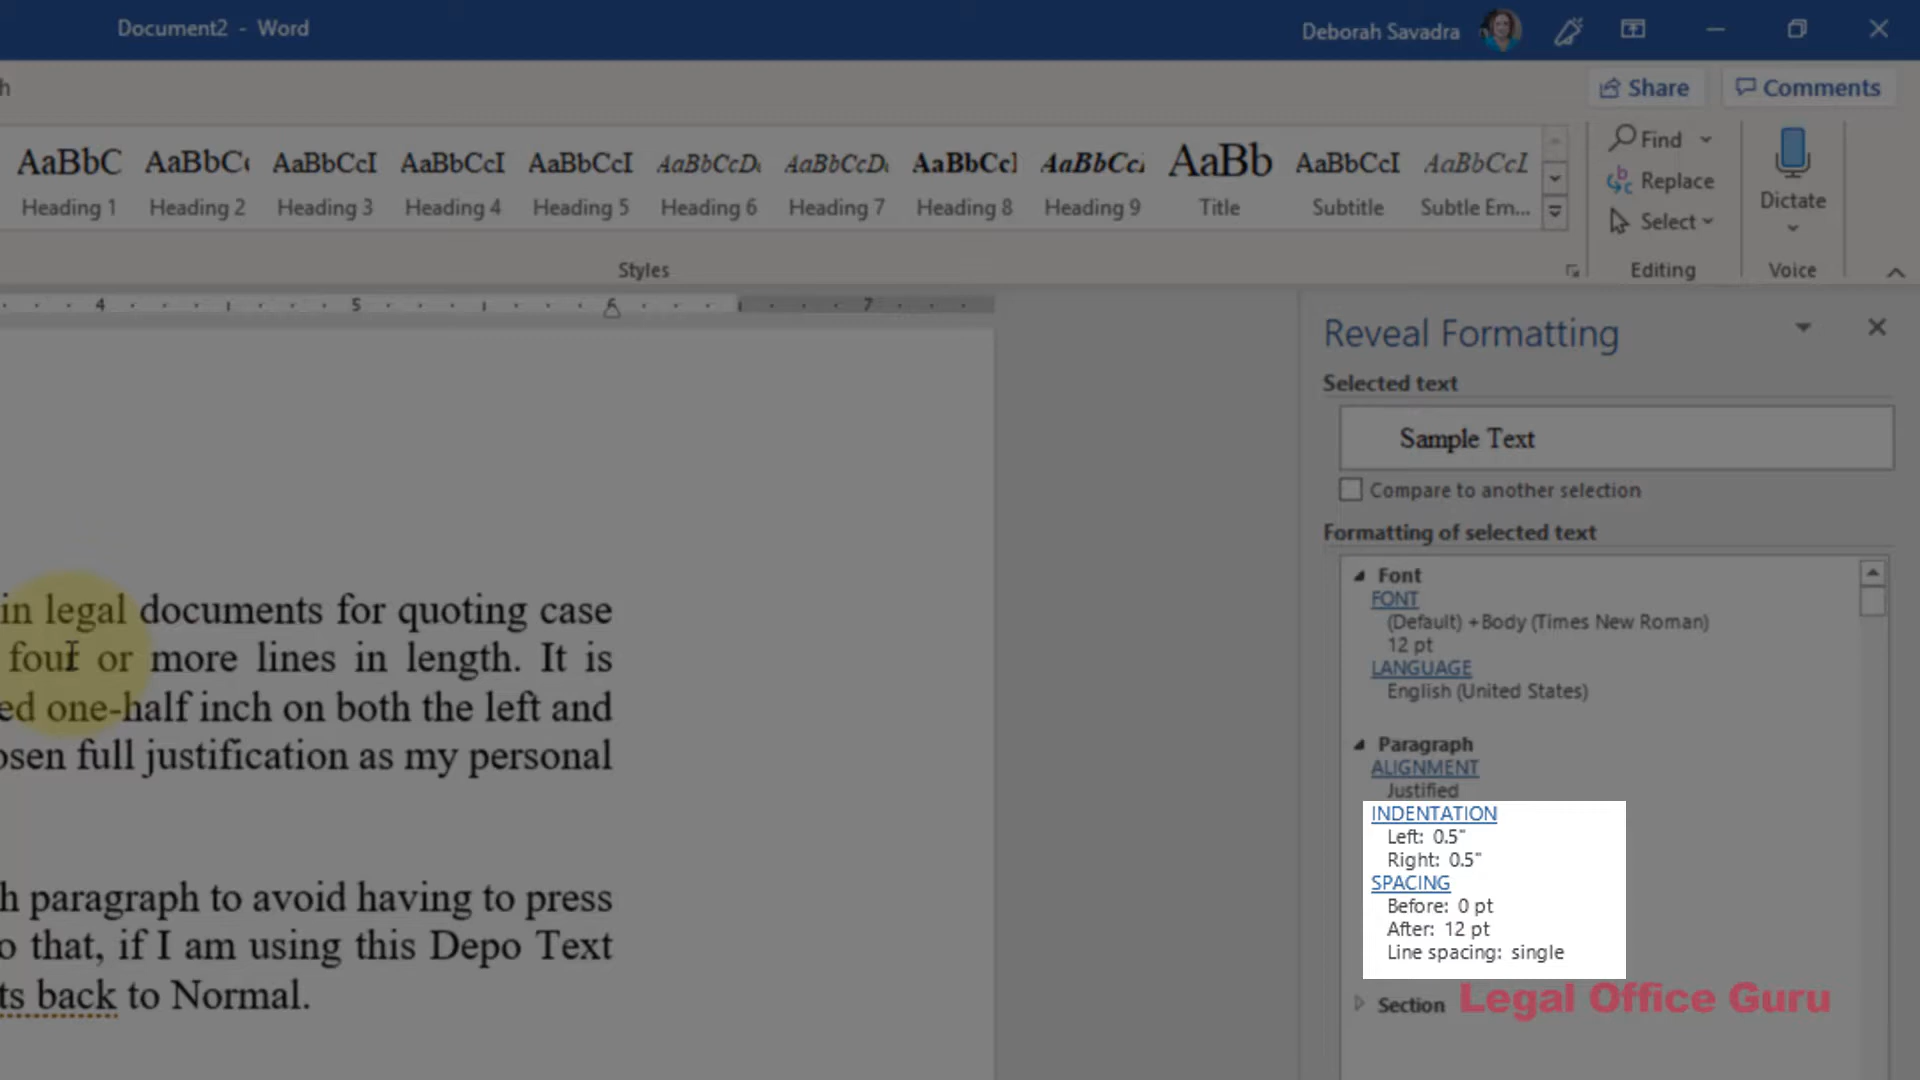 Document2 - Word
Deborah Savadra
h
Share
Comments
AaBbC AaBbC AaBbCcI AaBbCcI AaBbCcI AaBbCcD AaBbCcD AaBbCcI AaBbCc AaBb AaBbCcI AaBbCcI
Heading 1 Heading 2 Heading 3 Heading 4 Heading 5 Heading 6 Heading 7 Heading 8 Heading 9 Title Subtitle Subtle Em...
Find
Replace
Select
Dictate
Styles
Editing
Voice
4 5 6 7
Reveal Formatting
Selected text
Sample Text
Compare to another selection
Formatting of selected text
Font
FONT
(Default) +Body (Times New Roman)
12 pt
LANGUAGE
English (United States)
Paragraph
ALIGNMENT
Justified
INDENTATION
Left: 0.5"
Right: 0.5"
SPACING
Before: 0 pt
After: 12 pt
Line spacing: single
Section
Legal Office Guru
in legal documents for quoting case
four or more lines in length. It is
ed one-half inch on both the left and
osen full justification as my personal
h paragraph to avoid having to press
o that, if I am using this Depo Text
ts back to Normal.